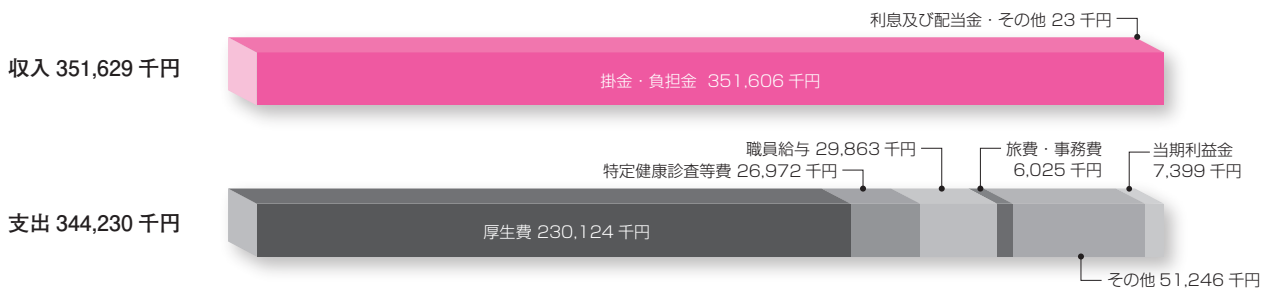 利息及び配当金・その他 23 千円
収入 351,629 千円
掛金・負担金 351,606 千円
職員給与 29,863 千円
旅費・事務費
6,025 千円
当期利益金
7,399 千円
特定健康診査等費 26,972 千円
支出 344,230 千円
厚生費 230,124 千円
その他 51,246 千円